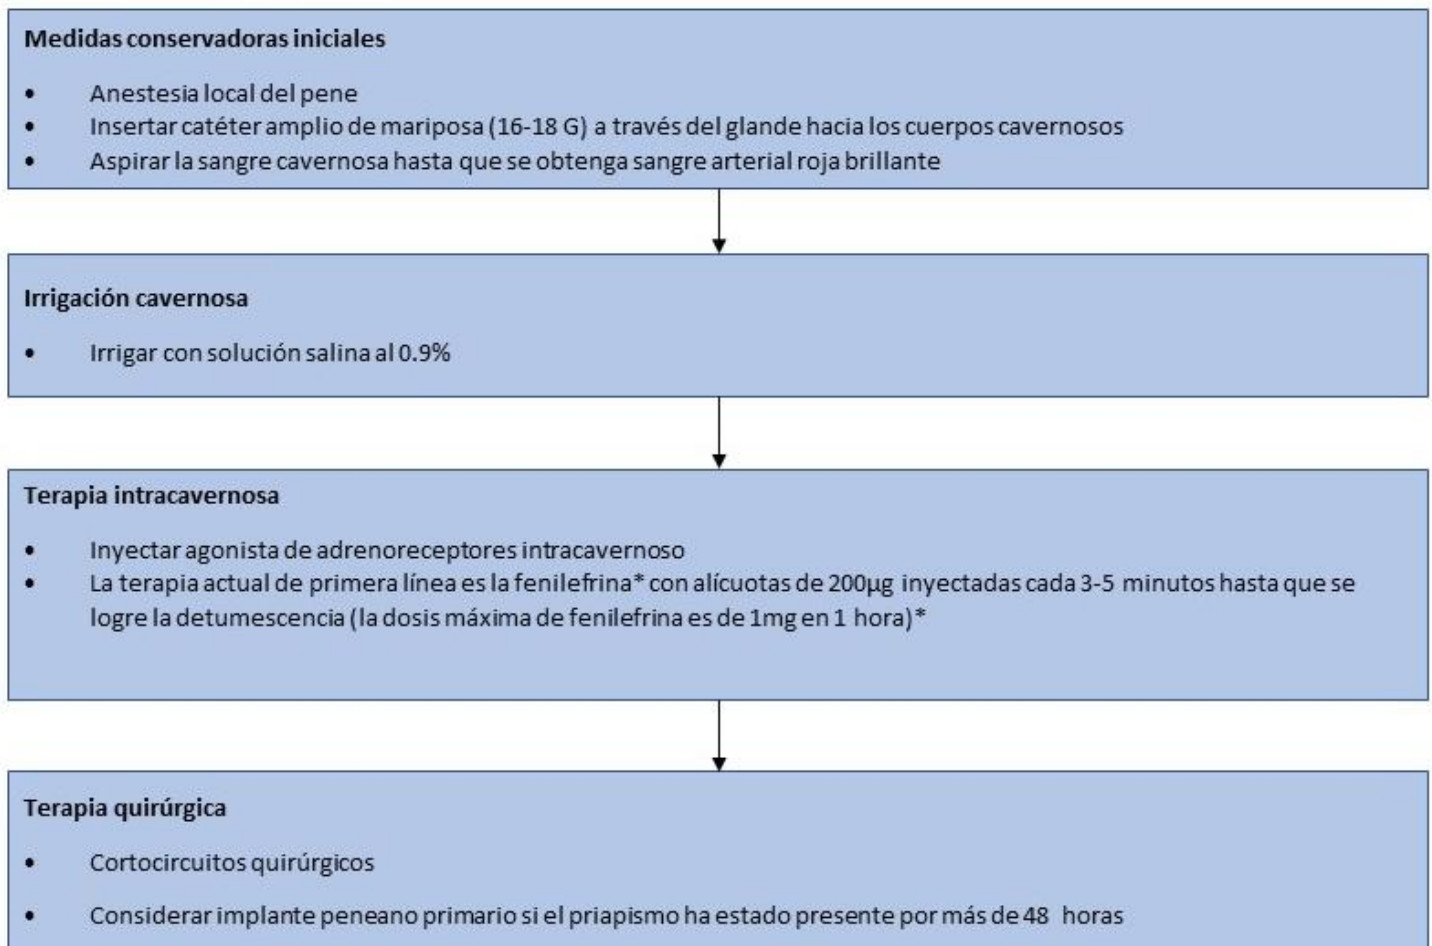 Medidas conservadoras iniciales
• Anestesia local del pene
• Insertar catéter amplio de mariposa (16-18 G) a través del glande hacia los cuerpos cavernosos
• Aspirar la sangre cavernosa hasta que se obtenga sangre arterial roja brillante
Irrigación cavernosa
• Irrigar con solución salina al 0.9%
Terapia intracavernosa
• Inyectar agonista de adrenoreceptores intracavernoso
• La terapia actual de primera línea es la fenilefrina* con alícuotas de 200µg inyectadas cada 3-5 minutos hasta que se
logre la detumescencia (la dosis máxima de fenilefrina es de 1mg en 1 hora)*
Terapia quirúrgica
• Cortocircuitos quirúrgicos
• Considerar implante peneano primario si el priapismo ha estado presente por más de 48 horas